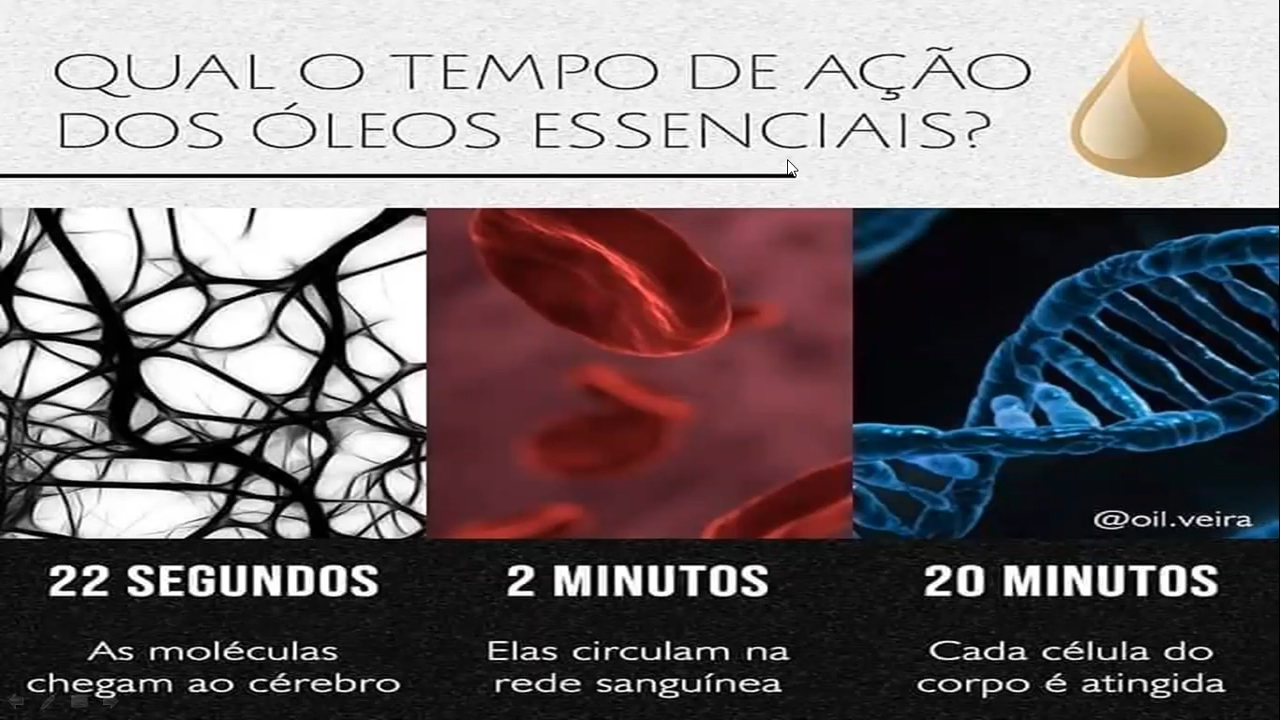 QUAL O TEMPO DE AÇÃO
DOS ÓLEOS ESSENCIAIS?
@oil.veira
22 SEGUNDOS
As moléculas
chegam ao cérebro
2 MINUTOS
Elas circulam na
rede sanguínea
20 MINUTOS
Cada célula do
corpo é atingida